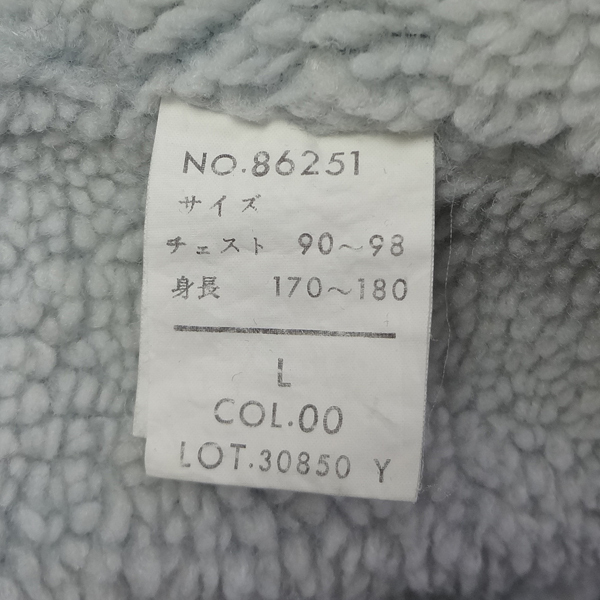 NO.86251
サイズ
チェスト 90～98
身長 170～180
L
COL.00
LOT.30850 Y